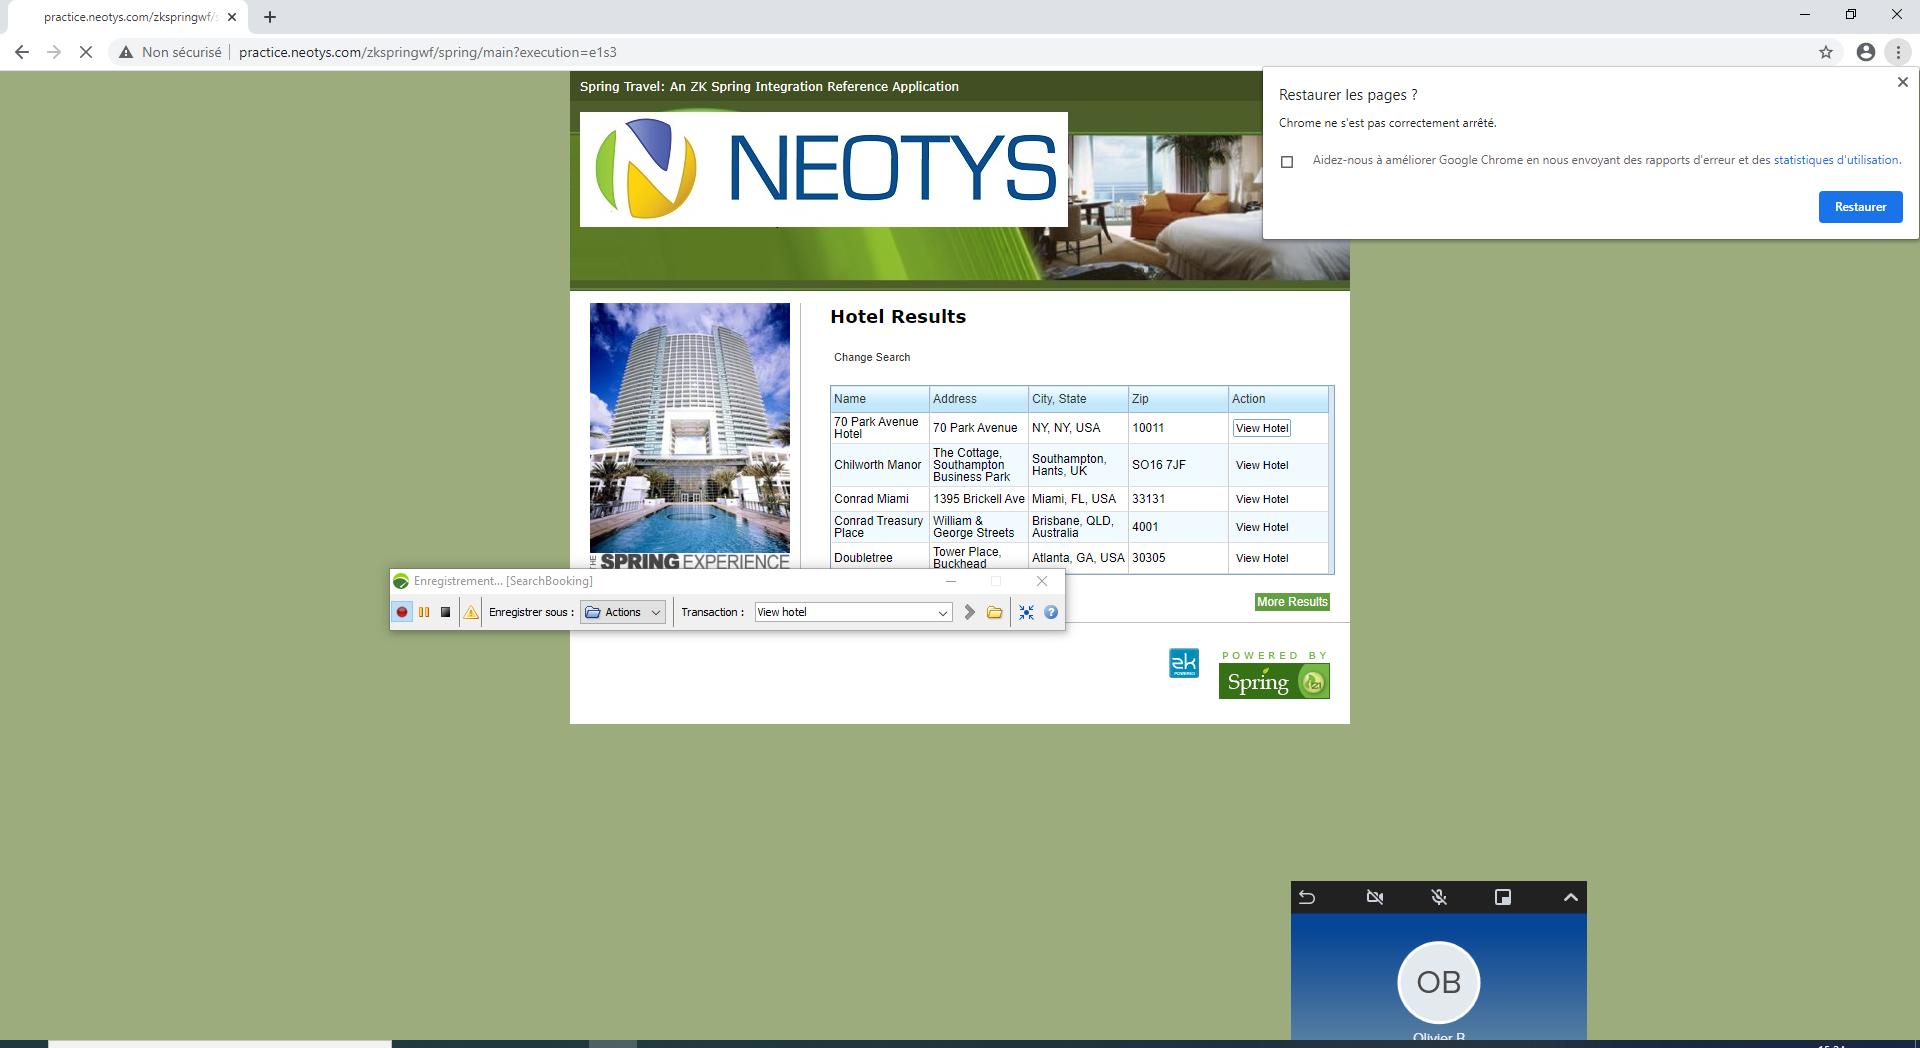 practice.neotys.com/zkspringwf/s
Non sécurisé
practice.neotys.com/zkspringwf/spring/main?execution=e1s3
Spring Travel: An ZK Spring Integration Reference Application
NEOTYS
Restaurer les pages ?
Chrome ne s'est pas correctement arrêté.
Aidez-nous à améliorer Google Chrome en nous envoyant des rapports d'erreur et des statistiques d'utilisation.
Restaurer
Hotel Results
Change Search
Name Address City, State Zip Action
70 Park Avenue Hotel 70 Park Avenue NY, NY, USA 10011 View Hotel
Chilworth Manor The Cottage, Southampton Business Park Southampton, Hants, UK SO16 7JF View Hotel
Conrad Miami 1395 Brickell Ave Miami, FL, USA 33131 View Hotel
Conrad Treasury Place William & George Streets Brisbane, QLD, Australia 4001 View Hotel
Doubletree Tower Place, Buckhead Atlanta, GA, USA 30305 View Hotel
THE SPRING EXPERIENCE
Enregistrement... [SearchBooking]
Enregistrer sous : Actions Transaction : View hotel
More Results
zk
POWERED
POWERED BY
Spring
OB
Olivier B